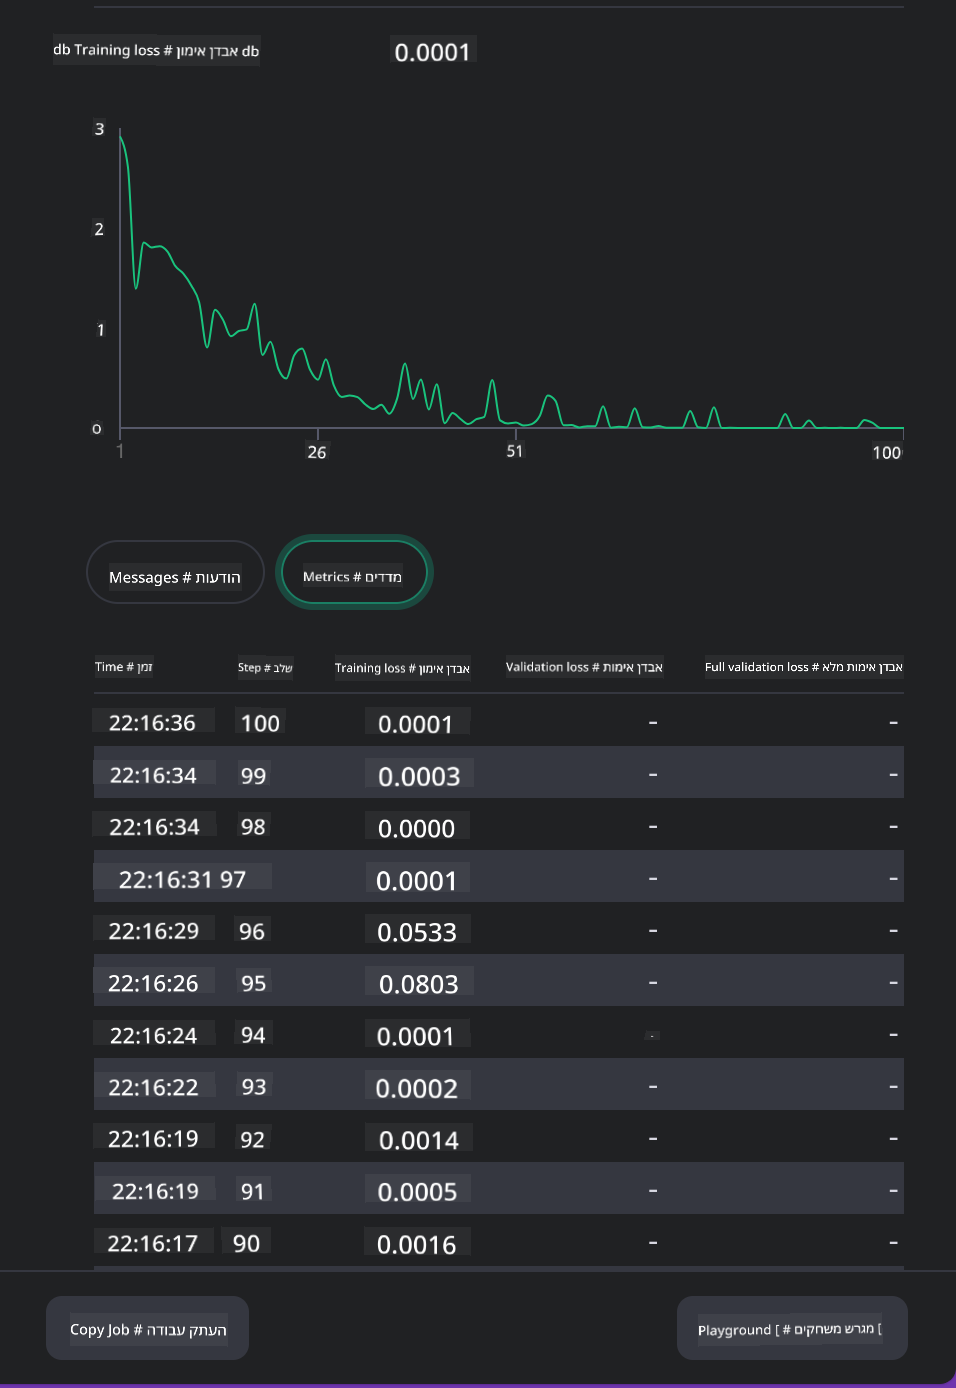 db Training loss # אבדן אימון db 0.0001
3
2
1
0
1 26 51 100
Messages # הודעות Metrics # מדדים
Time # זמן Step # שלב Training loss # אבדן אימון Validation loss # אבדן אימות Full validation loss # אבדן אימות מלא
22:16:36 100 0.0001 – –
22:16:34 99 0.0003 – –
22:16:34 98 0.0000 – –
22:16:31 97 0.0001 – –
22:16:29 96 0.0533 – –
22:16:26 95 0.0803 – –
22:16:24 94 0.0001 - –
22:16:22 93 0.0002 – –
22:16:19 92 0.0014 – –
22:16:19 91 0.0005 – –
22:16:17 90 0.0016 – –
Copy Job # העתק עבודה Playground [ # מגרש משחקים [